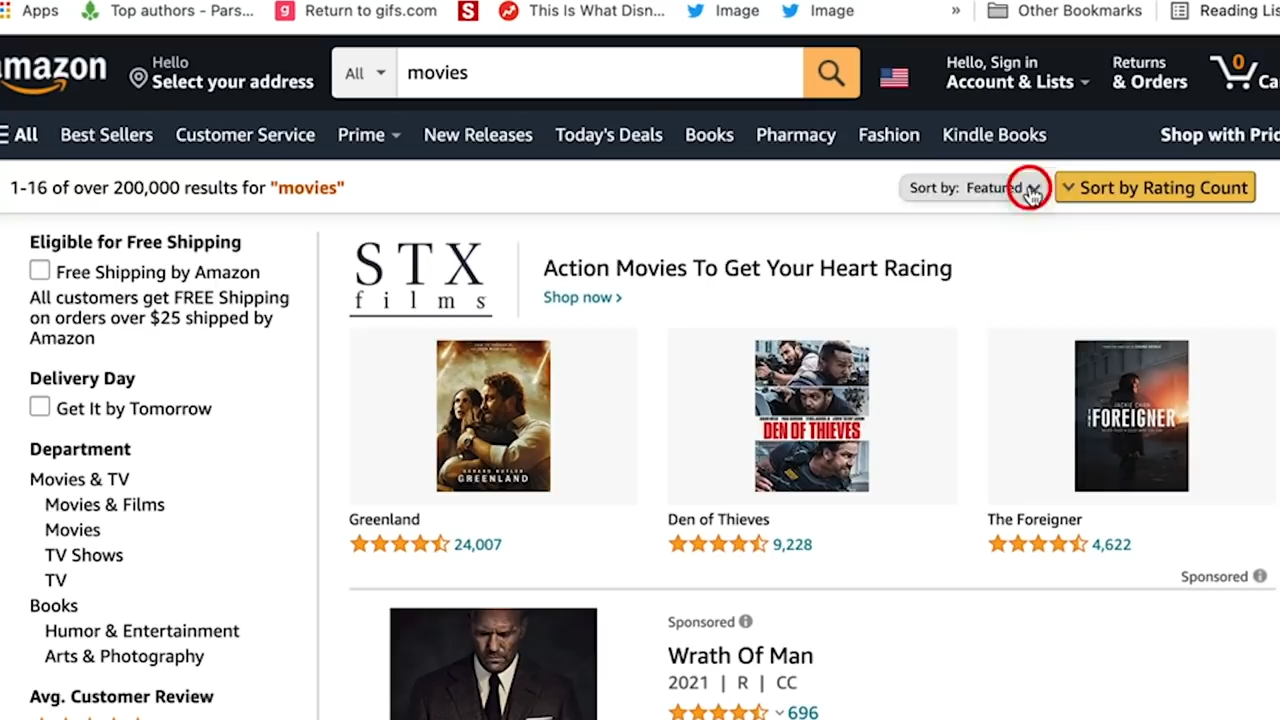 Apps Top authors - Pars... Return to gifs.com S This Is What Disn... Image Image » Other Bookmarks Reading Lis
amazon Hello Select your address All movies Hello, Sign in Account & Lists Returns & Orders 0 Ca
All Best Sellers Customer Service Prime New Releases Today's Deals Books Pharmacy Fashion Kindle Books Shop with Pric
1-16 of over 200,000 results for "movies" Sort by: Featured Sort by Rating Count
Eligible for Free Shipping
Free Shipping by Amazon
All customers get FREE Shipping
on orders over $25 shipped by
Amazon
Delivery Day
Get It by Tomorrow
Department
Movies & TV
Movies & Films
Movies
TV Shows
TV
Books
Humor & Entertainment
Arts & Photography
Avg. Customer Review
STX
films
Action Movies To Get Your Heart Racing
Shop now ›
GERARD BUTLER
GREENLAND
DEN OF THIEVES
JACKIE CHAN
THE FOREIGNER
Greenland
24,007
Den of Thieves
9,228
The Foreigner
4,622
Sponsored
Sponsored
Wrath Of Man
2021 | R | CC
696